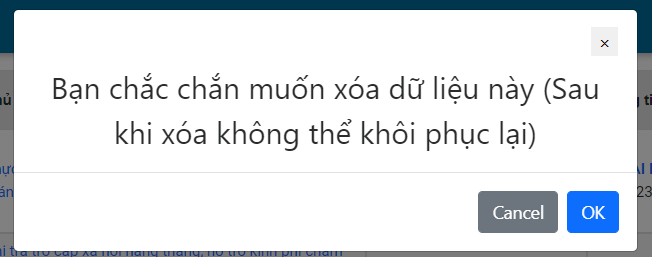 ×
Bạn chắc chắn muốn xóa dữ liệu này (Sau
khi xóa không thể khôi phục lại)
Cancel
OK